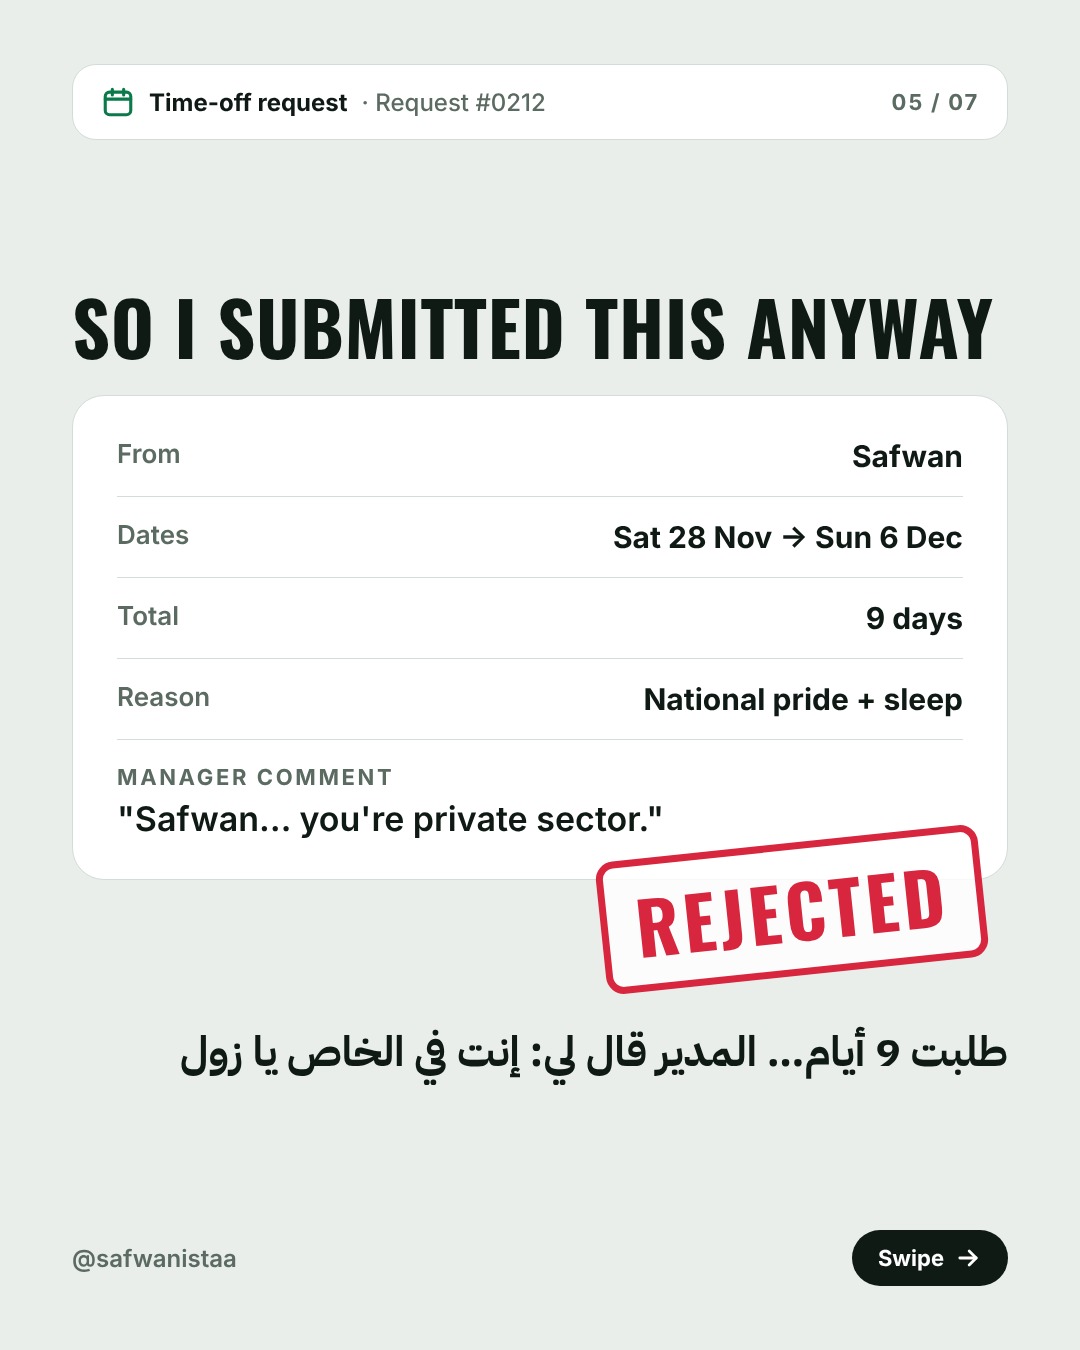 Time-off request · Request #0212
05 / 07
SO I SUBMITTED THIS ANYWAY
From Safwan
Dates Sat 28 Nov → Sun 6 Dec
Total 9 days
Reason National pride + sleep
MANAGER COMMENT
"Safwan... you're private sector."
REJECTED
طلبت 9 أيام... المدير قال لي: إنت في الخاص يا زول
@safwanistaa
Swipe →